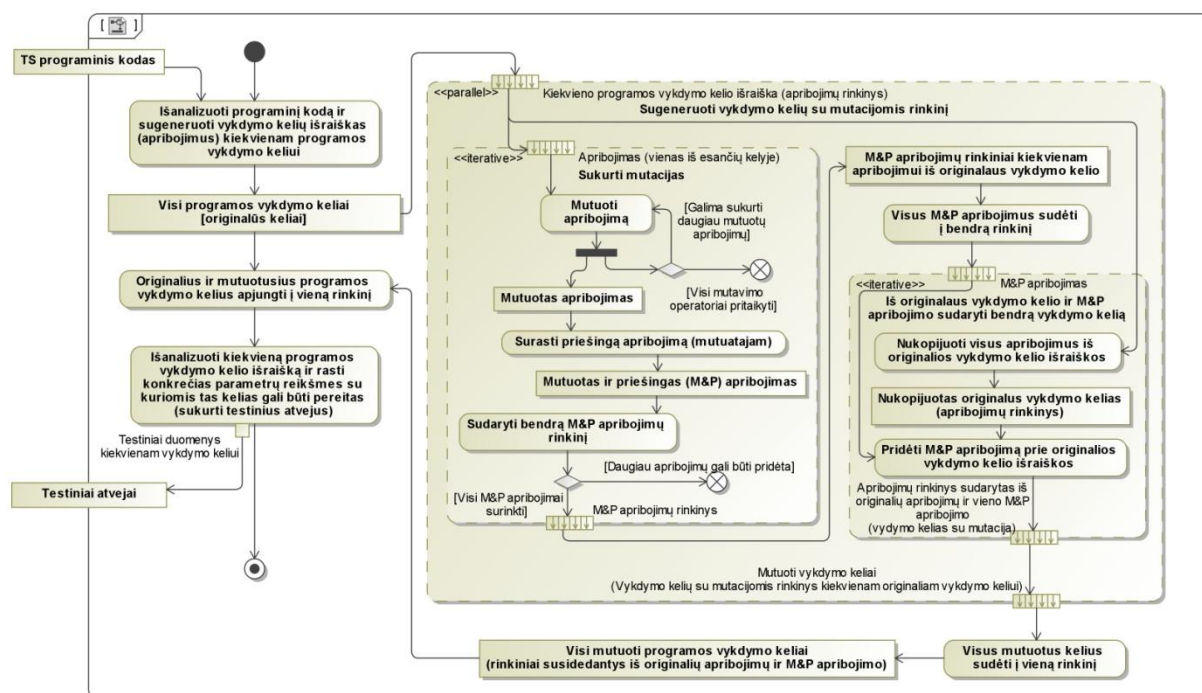 TS programinis kodas
Išanalizuoti programinį kodą ir
sugeneruoti vykdymo kelių išraiškas
(apribojimus) kiekvienam programos
vykdymo keliui
Visi programos vykdymo keliai
[originalūs keliai]
Originalius ir mutuotusius programos
vykdymo kelius apjungti į vieną rinkinį
Išanalizuoti kiekvieną programos
vykdymo kelio išraišką ir rasti
konkrečias parametrų reikšmes su
kuriomis tas kelias gali būti pereitas
(sukurti testinius atvejus)
Testiniai duomenys
kiekvienam vykdymo keliui
Testiniai atvejai
<<parallel>>
Kiekvieno programos vykdymo kelio išraiška (apribojimų rinkinys)
Sugeneruoti vykdymo kelių su mutacijomis rinkinį
<<iterative>>
Apribojimas (vienas iš esančių kelyje)
Sukurti mutacijas
Mutuoti
apribojimą
[Galima sukurti
daugiau mutuotų
apribojimų]
[Visi mutavimo
operatoriai pritaikyti]
Mutuotas apribojimas
Surasti priešingą apribojimą (mutuatajam)
Mutuotas ir priešingas (M&P) apribojimas
Sudaryti bendrą M&P apribojimų
rinkinį
[Daugiau apribojimų gali būti pridėta]
[Visi M&P apribojimai
surinkti]
M&P apribojimų rinkinys
M&P apribojimų rinkiniai kiekvienam
apribojimui iš originalaus vykdymo kelio
Visus M&P apribojimus sudėti
į bendrą rinkinį
M&P apribojimas
<<iterative>>
Iš originalaus vykdymo kelio ir M&P
apribojimo sudaryti bendrą vykdymo kelią
Nukopijuoti visus apribojimus iš
originalios vykdymo kelio išraiškos
Nukopijuotas originalus vykdymo kelias
(apribojimų rinkinys)
Pridėti M&P apribojimą prie originalios
vykdymo kelio išraiškos
Apribojimų rinkinys sudarytas iš
originalių apribojimų ir vieno M&P
apribojimo
(vydymo kelias su mutacija)
Mutuoti vykdymo keliai
(Vykdymo kelių su mutacijomis rinkinys kiekvienam originaliam vykdymo keliui)
Visus mutuotus kelius
sudėti į vieną rinkinį
Visi mutuoti programos vykdymo keliai
(rinkiniai susidedantys iš originalių apribojimų ir M&P apribojimo)